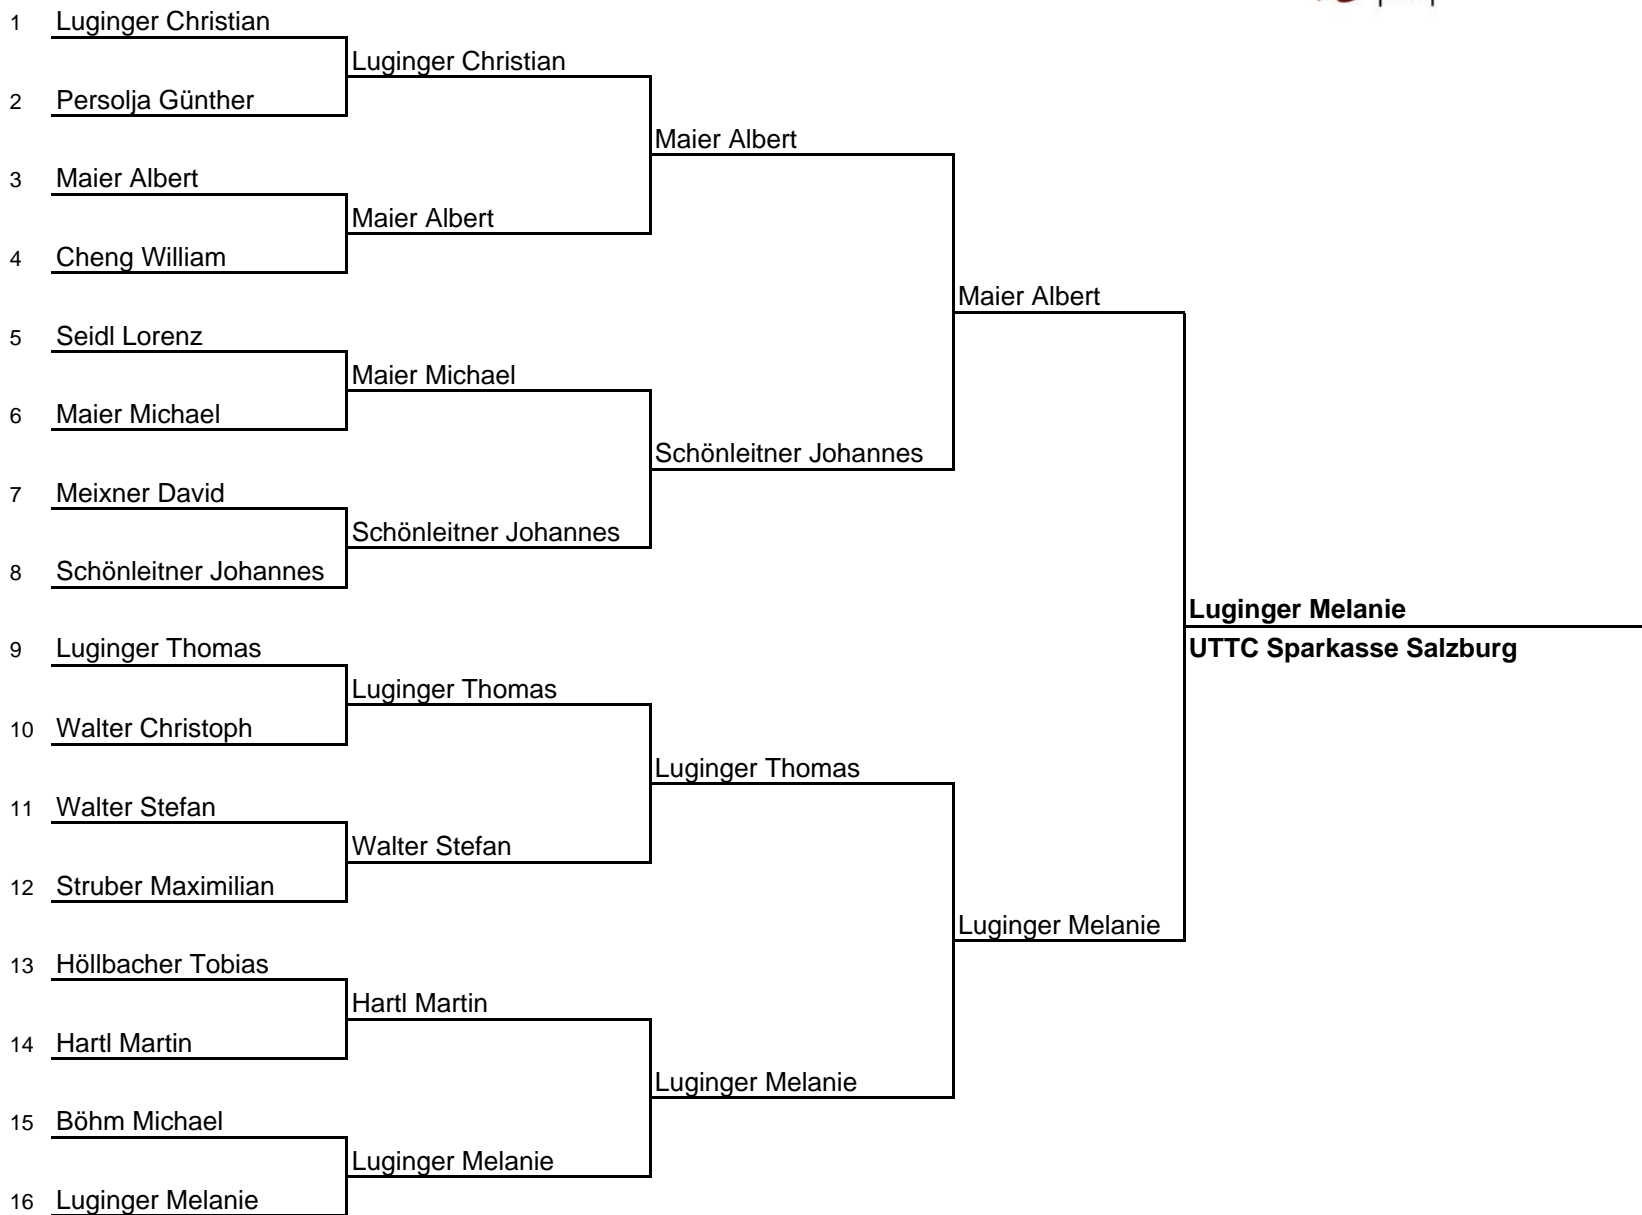 1 Luginger Christian
Luginger Christian
2 Persolja Günther
Maier Albert
3 Maier Albert
Maier Albert
4 Cheng William
Maier Albert
5 Seidl Lorenz
Maier Michael
6 Maier Michael
Schönleitner Johannes
7 Meixner David
Schönleitner Johannes
8 Schönleitner Johannes
Luginger Melanie
9 Luginger Thomas
UTTC Sparkasse Salzburg
Luginger Thomas
10 Walter Christoph
Luginger Thomas
11 Walter Stefan
Walter Stefan
12 Struber Maximilian
Luginger Melanie
13 Höllbacher Tobias
Hartl Martin
14 Hartl Martin
Luginger Melanie
15 Böhm Michael
Luginger Melanie
16 Luginger Melanie